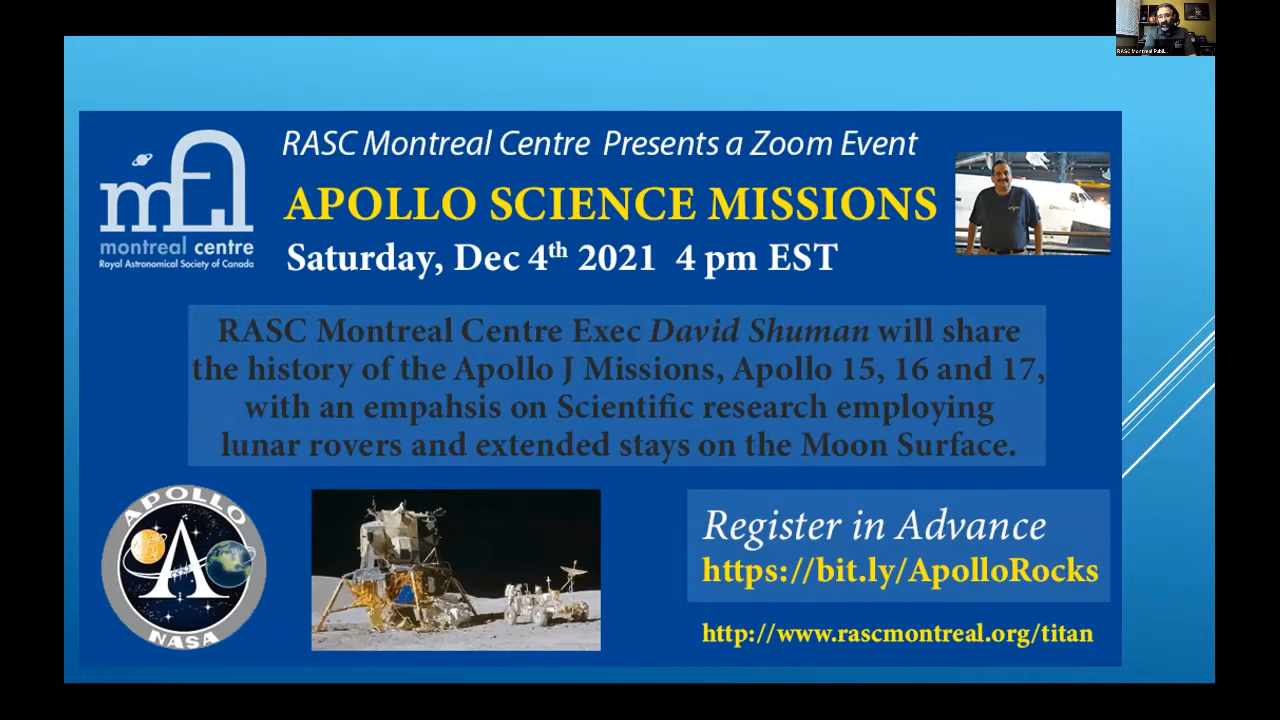 RASC Montreal Publi...
RASC Montreal Centre Presents a Zoom Event
APOLLO SCIENCE MISSIONS
Saturday, Dec 4th 2021 4 pm EST
montreal centre
Royal Astronomical Society of Canada
RASC Montreal Centre Exec David Shuman will share
the history of the Apollo J Missions, Apollo 15, 16 and 17,
with an empahsis on Scientific research employing
lunar rovers and extended stays on the Moon Surface.
APOLLO
A
NASA
Register in Advance
https://bit.ly/ApolloRocks
http://www.rascmontreal.org/titan